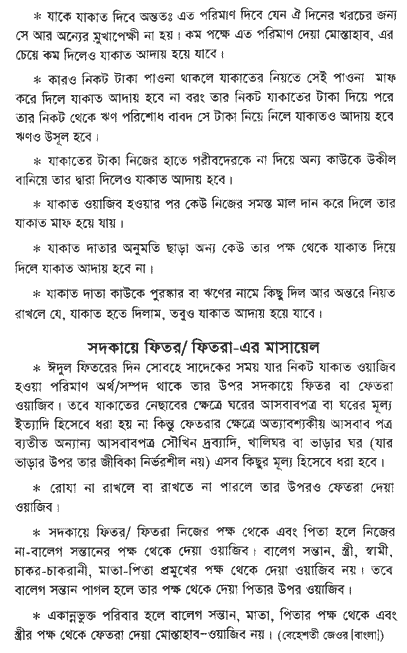 * যাকে যাকাত দিবে অন্ততঃ এত পরিমাণ দিবে যেন ঐ দিনের খরচের জন্য
সে আর অন্যের মুখাপেক্ষী না হয়। কম পক্ষে এত পরিমাণ দেয়া মোস্তাহাব, এর
চেয়ে কম দিলেও যাকাত আদায় হয়ে যাবে।
* কারও নিকট টাকা পাওনা থাকলে যাকাতের নিয়তে সেই পাওনা মাফ
করে দিলে যাকাত আদায় হবে না বরং তার নিকট যাকাতের টাকা দিয়ে পরে
তার নিকট থেকে ঋণ পরিশোধ বাবদ সে টাকা নিয়ে নিলে যাকাতও আদায় হবে
ঋণও উসূল হবে।
* যাকাতের টাকা নিজের হাতে গরীবদেরকে না দিয়ে অন্য কাউকে উকীল
বানিয়ে তার দ্বারা দিলেও যাকাত আদায় হবে।
* যাকাত ওয়াজিব হওয়ার পর কেউ নিজের সমস্ত মাল দান করে দিলে তার
যাকাত মাফ হয়ে যায়।
* যাকাত দাতার অনুমতি ছাড়া অন্য কেউ তার পক্ষ থেকে যাকাত দিয়ে
দিলে যাকাত আদায় হবে না।
* যাকাত দাতা কাউকে পুরস্কার বা ঋণের নামে কিছু দিল আর অন্তরে নিয়ত
রাখলে যে, যাকাত হতে দিলাম, তবুও যাকাত আদায় হয়ে যাবে।
সদকায়ে ফিতর/ ফিতরা-এর মাসায়েল
* ঈদুল ফিতরের দিন সোবহে সাদেকের সময় যার নিকট যাকাত ওয়াজিব
হওয়া পরিমাণ অর্থ/সম্পদ থাকে তার উপর সদকায়ে ফিতর বা ফেতরা
ওয়াজিব। তবে যাকাতের নেছাবের ক্ষেত্রে ঘরের আসবাবপত্র বা ঘরের মূল্য
ইত্যাদি হিসেবে ধরা হয় না কিন্তু ফেতরার ক্ষেত্রে অত্যাবশ্যকীয় আসবাব পত্র
ব্যতীত অন্যান্য আসবাবপত্র সৌখিন দ্রব্যাদি, খালিঘর বা ভাড়ার ঘর (যার
ভাড়ার উপর তার জীবিকা নির্ভরশীল নয়) এসব কিছুর মূল্য হিসেবে ধরা হবে।
* রোযা না রাখলে বা রাখতে না পারলে তার উপরও ফেতরা দেয়া
ওয়াজিব।
* সদকায়ে ফিতর/ ফিতরা নিজের পক্ষ থেকে এবং পিতা হলে নিজের
না-বালেগ সন্তানের পক্ষ থেকে দেয়া ওয়াজিব। বালেগ সন্তান, স্ত্রী, স্বামী,
চাকর-চাকরানী, মাতা-পিতা প্রমুখের পক্ষ থেকে দেয়া ওয়াজিব নয়। তবে
বালেগ সন্তান পাগল হলে তার পক্ষ থেকে দেয়া পিতার উপর ওয়াজিব।
* একান্নভুক্ত পরিবার হলে বালেগ সন্তান, মাতা, পিতার পক্ষ থেকে এবং
স্ত্রীর পক্ষ থেকে ফেতরা দেয়া মোস্তাহাব-ওয়াজিব নয়। (বেহেশতী জেওর [বাংলা])